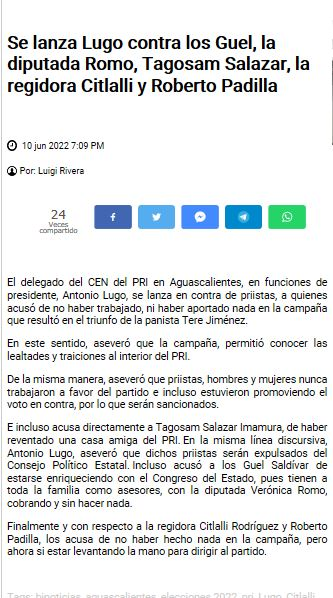 Se lanza Lugo contra los Guel, la
diputada Romo, Tagosam Salazar, la
regidora Citlalli y Roberto Padilla
10 jun 2022 7:09 PM
Por: Luigi Rivera
24
Veces
compartido
El delegado del CEN del PRI en Aguascalientes, en funciones de
presidente, Antonio Lugo, se lanza en contra de priistas, a quienes
acusó de no haber trabajado, ni haber aportado nada en la campaña
que resultó en el triunfo de la panista Tere Jiménez.
En este sentido, aseveró que la campaña, permitió conocer las
lealtades y traiciones al interior del PRI.
De la misma manera, aseveró que priistas, hombres y mujeres nunca
trabajaron a favor del partido e incluso estuvieron promoviendo el
voto en contra, por lo que serán sancionados.
E incluso acusa directamente a Tagosam Salazar Imamura, de haber
reventado una casa amiga del PRI. En la misma línea discursiva,
Antonio Lugo, aseveró que dichos priistas serán expulsados del
Consejo Político Estatal. Incluso acusó a los Guel Saldívar de
estarse enriqueciendo con el Congreso del Estado, pues tienen a
toda la familia como asesores, con la diputada Verónica Romo,
cobrando y sin hacer nada.
Finalmente y con respecto a la regidora Citlalli Rodríguez y Roberto
Padilla, los acusa de no haber hecho nada en la campaña, pero
ahora si estar levantando la mano para dirigir al partido.
Tags: binoticias, aguascalientes, elecciones 2022, pri, Lugo, Citlalli